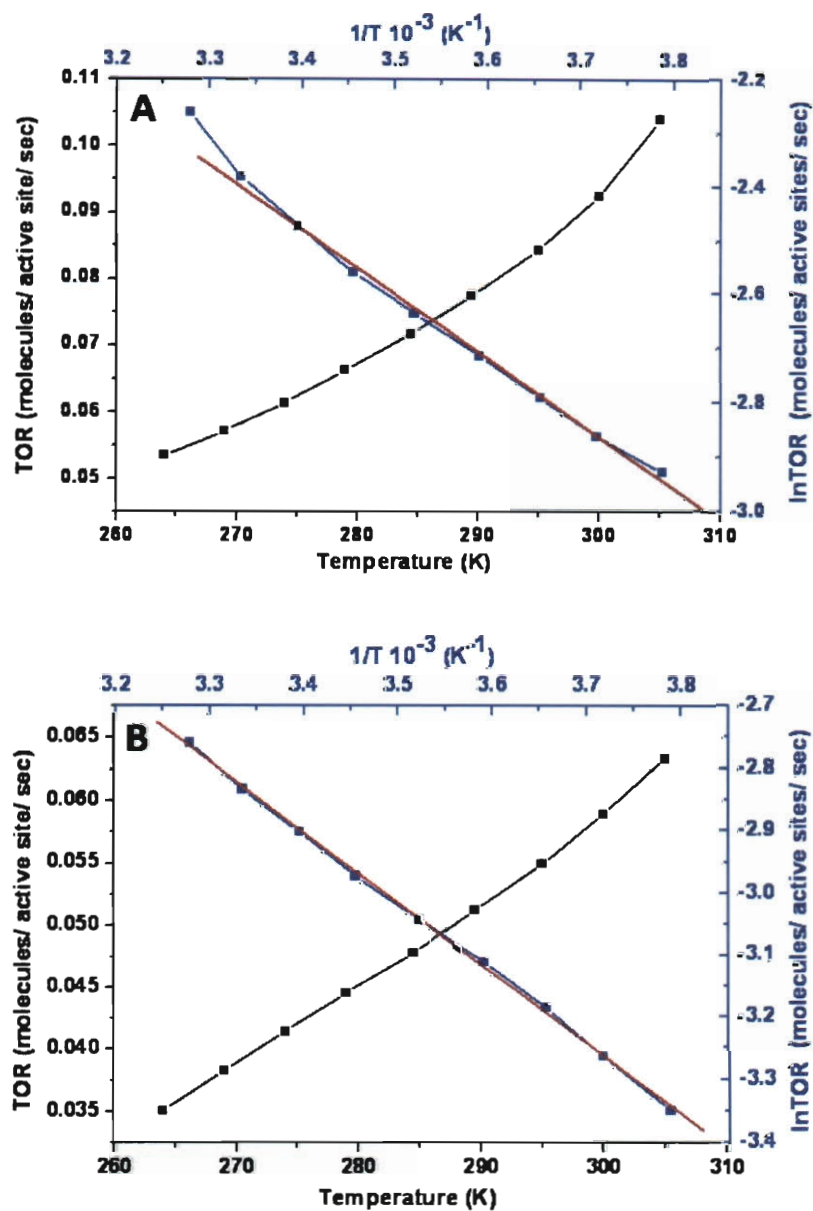 1/T 10⁻³ (K⁻¹)
3.2 3.3 3.4 3.5 3.6 3.7 3.8
A
TOR (molecules/ active site/ sec)
0.11
0.10
0.09
0.08
0.07
0.06
0.05
-2.2
-2.4
-2.6
-2.8
-3.0
lnTOR (molecules/ active sites/ sec)
260 270 280 290 300 310
Temperature (K)
1/T 10⁻³ (K⁻¹)
3.2 3.3 3.4 3.5 3.6 3.7 3.8
B
TOR (molecules/ active site/ sec)
0.065
0.060
0.055
0.050
0.045
0.040
0.035
-2.7
-2.8
-2.9
-3.0
-3.1
-3.2
-3.3
-3.4
lnTOR (molecules/ active sites/ sec)
260 270 280 290 300 310
Temperature (K)